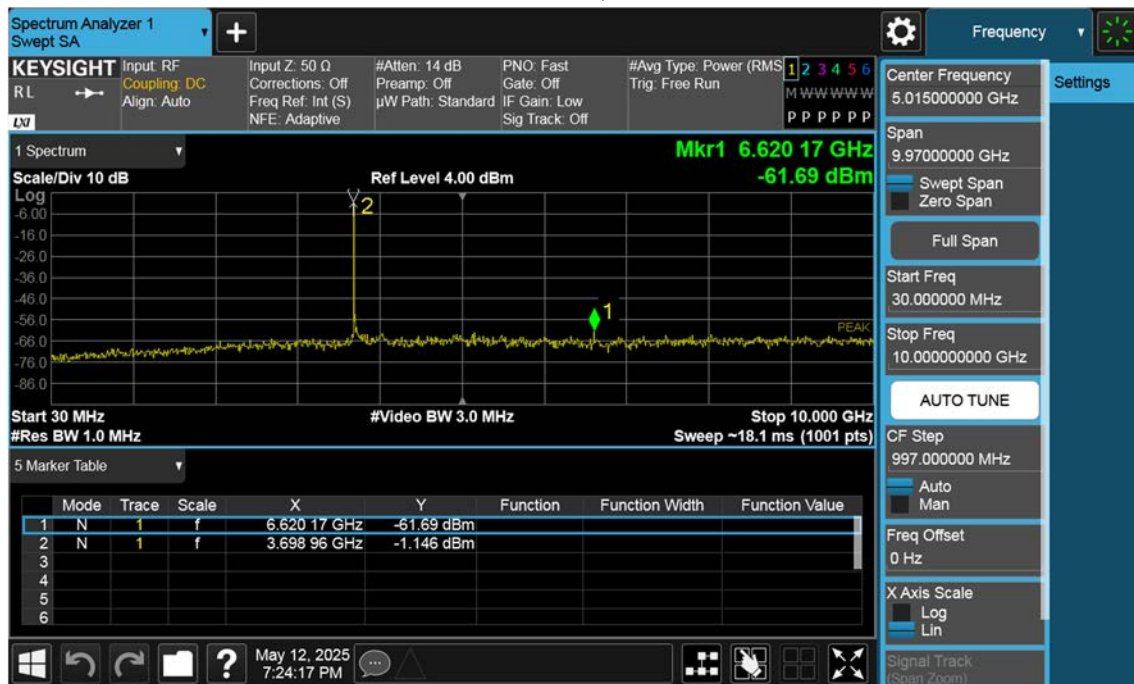 Spectrum Analyzer 1
Swept SA
Frequency
KEYSIGHT
RL
LXI
Input: RF
Coupling: DC
Align: Auto
Input Z: 50 Ω
Corrections: Off
Freq Ref: Int (S)
NFE: Adaptive
#Atten: 14 dB
Preamp: Off
µW Path: Standard
PNO: Fast
Gate: Off
IF Gain: Low
Sig Track: Off
#Avg Type: Power (RMS
Trig: Free Run
1 2 3 4 5 6
M W W W W W
P P P P P P
1 Spectrum
Mkr1 6.620 17 GHz
Scale/Div 10 dB
Ref Level 4.00 dBm
-61.69 dBm
Log
2
-6.00
-16.0
-26.0
-36.0
-46.0
1
-56.0
PEAK
-66.0
-76.0
-86.0
Start 30 MHz
#Video BW 3.0 MHz
Stop 10.000 GHz
#Res BW 1.0 MHz
Sweep ~18.1 ms (1001 pts)
5 Marker Table
Mode Trace Scale X Y Function Function Width Function Value
1 N 1 f 6.620 17 GHz -61.69 dBm
2 N 1 f 3.698 96 GHz -1.146 dBm
3
4
5
6
?
May 12, 2025
7:24:17 PM
Center Frequency
5.015000000 GHz
Span
9.97000000 GHz
Swept Span
Zero Span
Full Span
Start Freq
30.000000 MHz
Stop Freq
10.000000000 GHz
AUTO TUNE
CF Step
997.000000 MHz
Auto
Man
Freq Offset
0 Hz
X Axis Scale
Log
Lin
Signal Track
(Span Zoom)
Settings